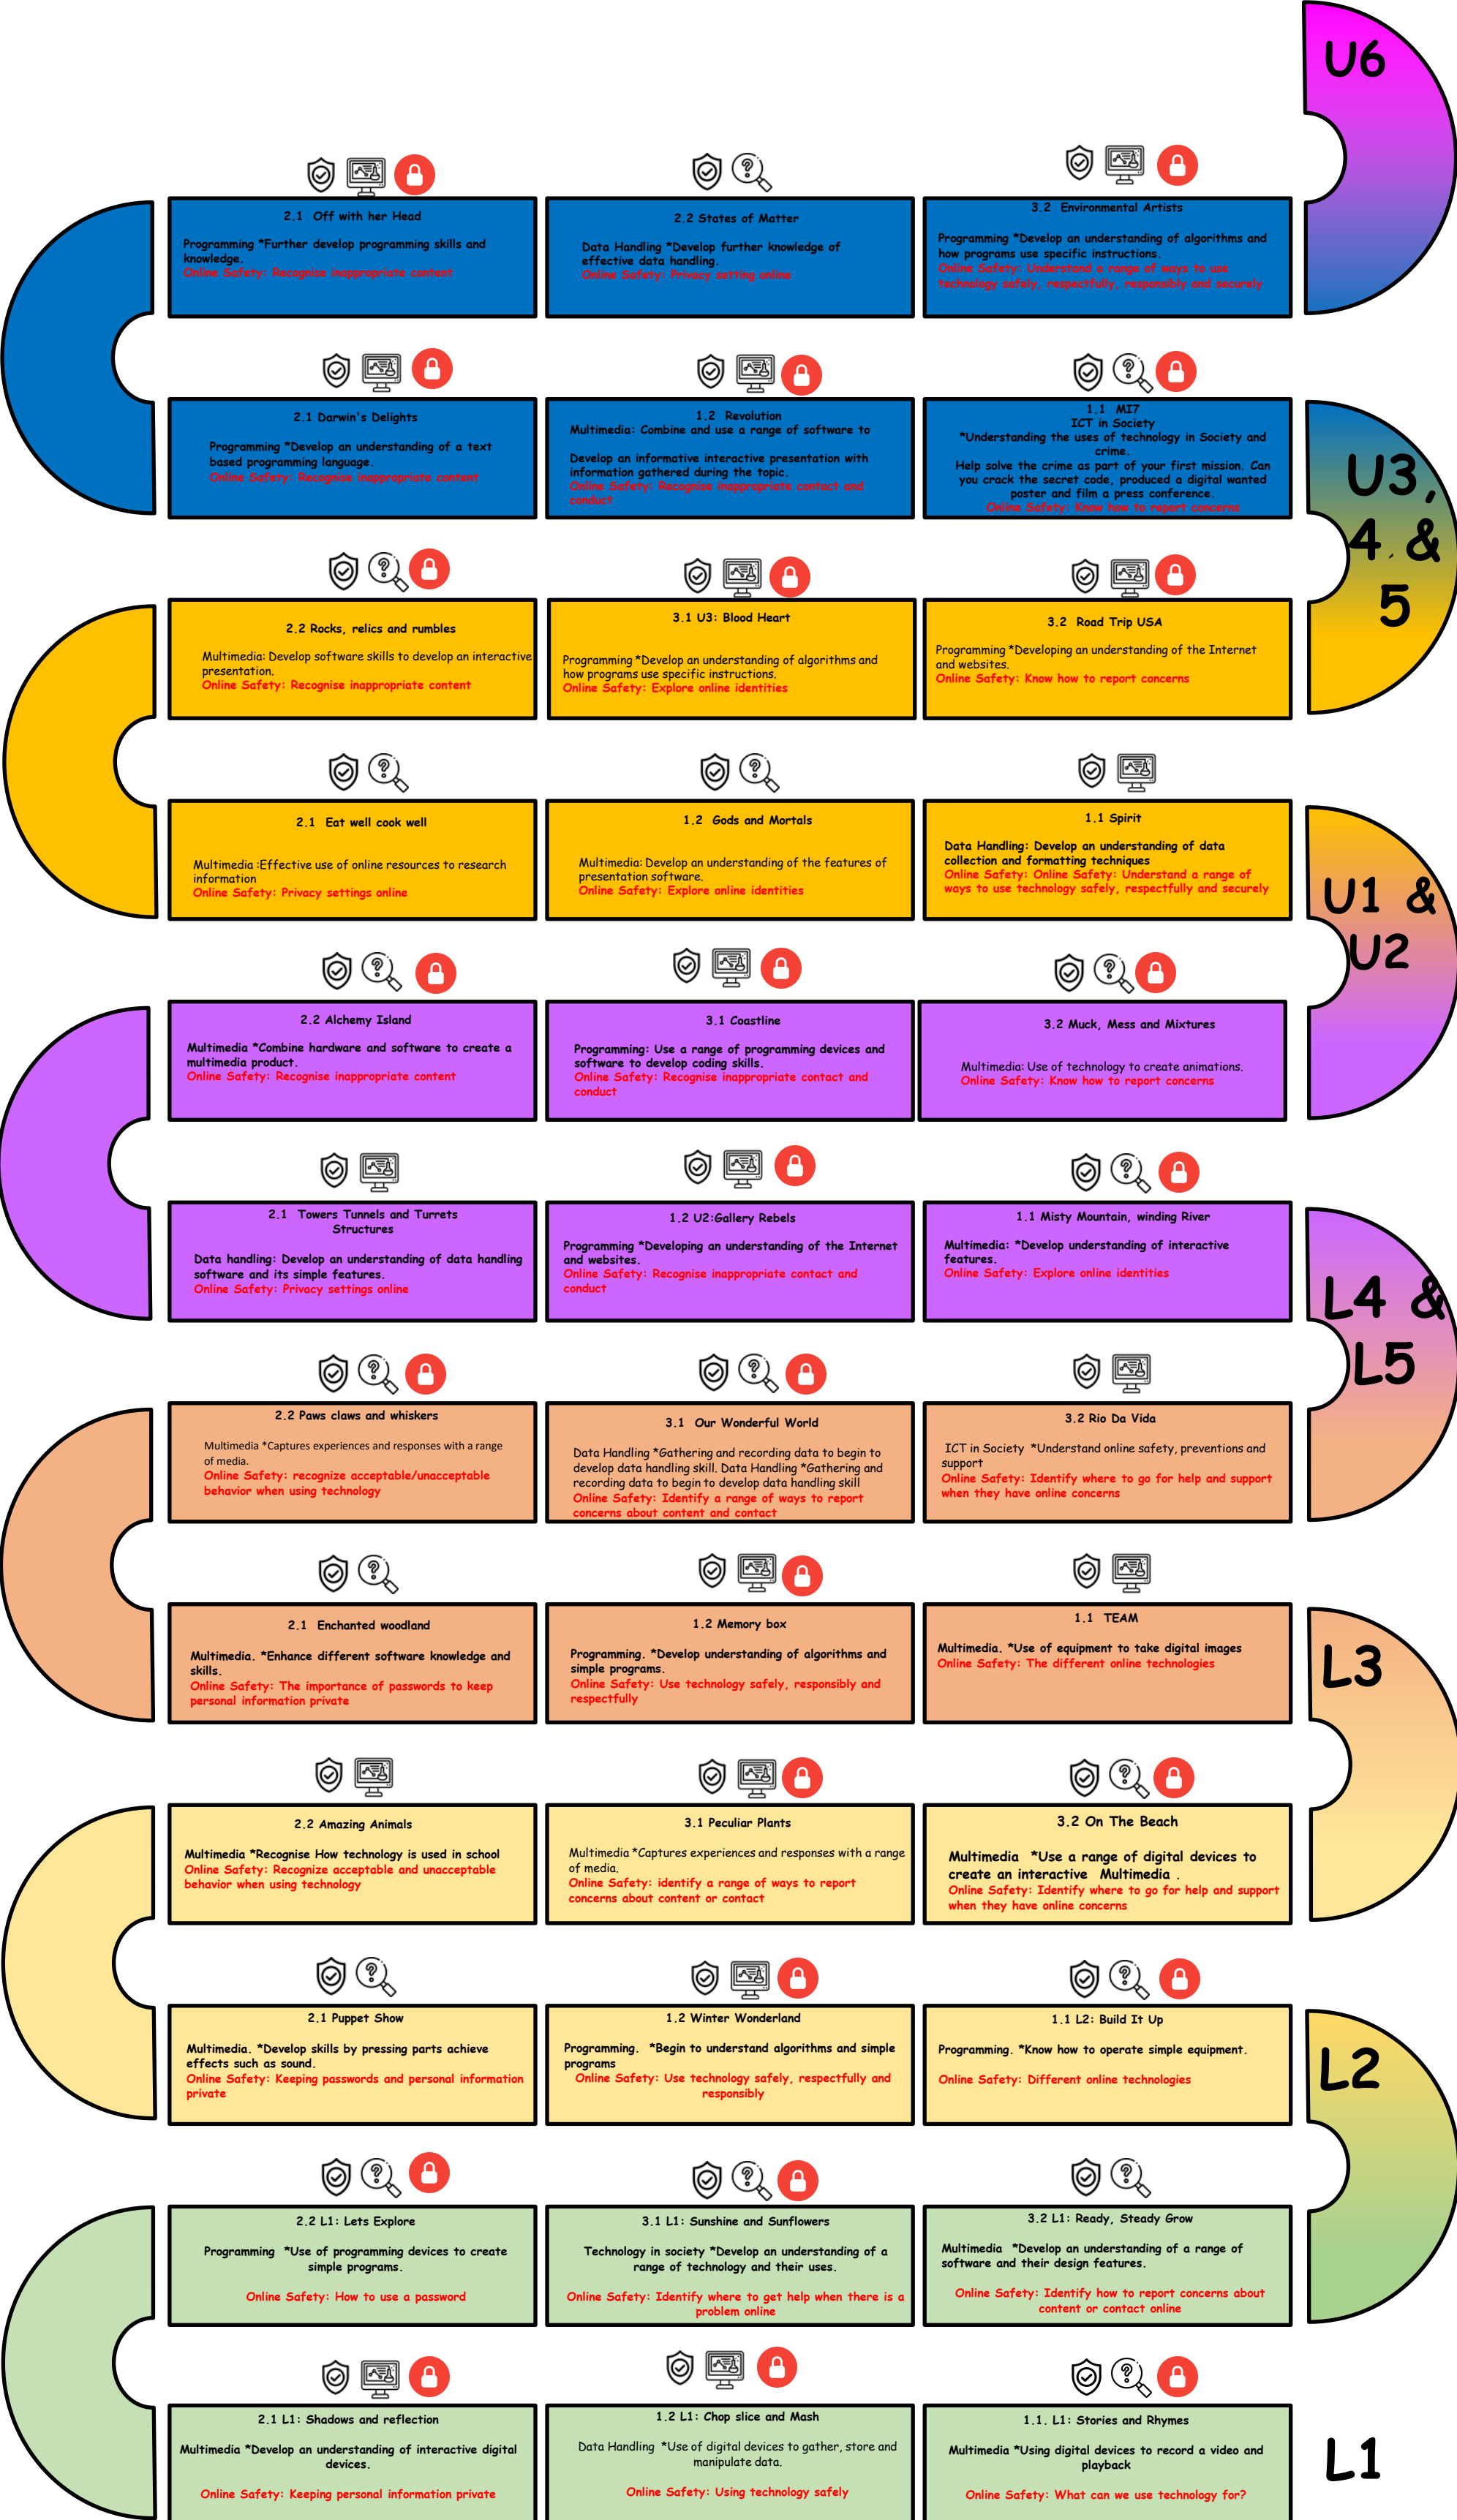 U6
2.1 Off with her Head
Programming *Further develop programming skills and
knowledge.
Online Safety: Recognise inappropriate content
2.2 States of Matter
Data Handling *Develop further knowledge of
effective data handling.
Online Safety: Privacy setting online
3.2 Environmental Artists
Programming *Develop an understanding of algorithms and
how programs use specific instructions.
Online Safety: Understand a range of ways to use
technology safely, respectfully, responsibly and securely
2.1 Darwin's Delights
Programming *Develop an understanding of a text
based programming language.
Online Safety: Recognise inappropriate content
1.2 Revolution
Multimedia: Combine and use a range of software to
Develop an informative interactive presentation with
information gathered during the topic.
Online Safety: Recognise inappropriate contact and
conduct
1.1 MI7
ICT in Society
*Understanding the uses of technology in Society and
crime.
Help solve the crime as part of your first mission. Can
you crack the secret code, produced a digital wanted
poster and film a press conference.
Online Safety: Know how to report concerns
U3,
4, &
5
2.2 Rocks, relics and rumbles
Multimedia: Develop software skills to develop an interactive
presentation.
Online Safety: Recognise inappropriate content
3.1 U3: Blood Heart
Programming *Develop an understanding of algorithms and
how programs use specific instructions.
Online Safety: Explore online identities
3.2 Road Trip USA
Programming *Developing an understanding of the Internet
and websites.
Online Safety: Know how to report concerns
2.1 Eat well cook well
Multimedia :Effective use of online resources to research
information
Online Safety: Privacy settings online
1.2 Gods and Mortals
Multimedia: Develop an understanding of the features of
presentation software.
Online Safety: Explore online identities
1.1 Spirit
Data Handling: Develop an understanding of data
collection and formatting techniques
Online Safety: Online Safety: Understand a range of
ways to use technology safely, respectfully and securely
U1 &
U2
2.2 Alchemy Island
Multimedia *Combine hardware and software to create a
multimedia product.
Online Safety: Recognise inappropriate content
3.1 Coastline
Programming: Use a range of programming devices and
software to develop coding skills.
Online Safety: Recognise inappropriate contact and
conduct
3.2 Muck, Mess and Mixtures
Multimedia: Use of technology to create animations.
Online Safety: Know how to report concerns
2.1 Towers Tunnels and Turrets
Structures
Data handling: Develop an understanding of data handling
software and its simple features.
Online Safety: Privacy settings online
1.2 U2:Gallery Rebels
Programming *Developing an understanding of the Internet
and websites.
Online Safety: Recognise inappropriate contact and
conduct
1.1 Misty Mountain, winding River
Multimedia: *Develop understanding of interactive
features.
Online Safety: Explore online identities
L4 &
L5
2.2 Paws claws and whiskers
Multimedia *Captures experiences and responses with a range
of media.
Online Safety: recognize acceptable/unacceptable
behavior when using technology
3.1 Our Wonderful World
Data Handling *Gathering and recording data to begin to
develop data handling skill. Data Handling *Gathering and
recording data to begin to develop data handling skill
Online Safety: Identify a range of ways to report
concerns about content and contact
3.2 Rio Da Vida
ICT in Society *Understand online safety, preventions and
support
Online Safety: Identify where to go for help and support
when they have online concerns
2.1 Enchanted woodland
Multimedia. *Enhance different software knowledge and
skills.
Online Safety: The importance of passwords to keep
personal information private
1.2 Memory box
Programming. *Develop understanding of algorithms and
simple programs.
Online Safety: Use technology safely, responsibly and
respectfully
1.1 TEAM
Multimedia. *Use of equipment to take digital images
Online Safety: The different online technologies
L3
2.2 Amazing Animals
Multimedia *Recognise How technology is used in school
Online Safety: Recognize acceptable and unacceptable
behavior when using technology
3.1 Peculiar Plants
Multimedia *Captures experiences and responses with a range
of media.
Online Safety: identify a range of ways to report
concerns about content or contact
3.2 On The Beach
Multimedia *Use a range of digital devices to
create an interactive Multimedia .
Online Safety: Identify where to go for help and support
when they have online concerns
2.1 Puppet Show
Multimedia. *Develop skills by pressing parts achieve
effects such as sound.
Online Safety: Keeping passwords and personal information
private
1.2 Winter Wonderland
Programming. *Begin to understand algorithms and simple
programs
Online Safety: Use technology safely, respectfully and
responsibly
1.1 L2: Build It Up
Programming. *Know how to operate simple equipment.
Online Safety: Different online technologies
L2
2.2 L1: Lets Explore
Programming *Use of programming devices to create
simple programs.
Online Safety: How to use a password
3.1 L1: Sunshine and Sunflowers
Technology in society *Develop an understanding of a
range of technology and their uses.
Online Safety: Identify where to get help when there is a
problem online
3.2 L1: Ready, Steady Grow
Multimedia *Develop an understanding of a range of
software and their design features.
Online Safety: Identify how to report concerns about
content or contact online
2.1 L1: Shadows and reflection
Multimedia *Develop an understanding of interactive digital
devices.
Online Safety: Keeping personal information private
1.2 L1: Chop slice and Mash
Data Handling *Use of digital devices to gather, store and
manipulate data.
Online Safety: Using technology safely
1.1. L1: Stories and Rhymes
Multimedia *Using digital devices to record a video and
playback
Online Safety: What can we use technology for?
L1